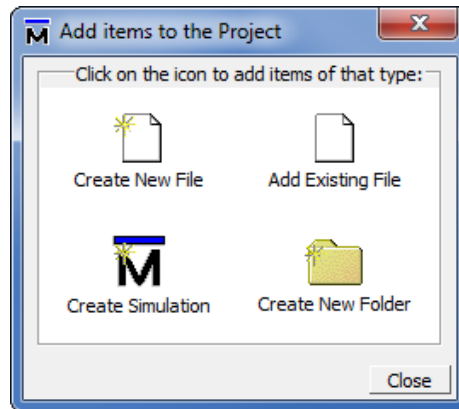 Add items to the Project
Click on the icon to add items of that type:
Create New File
Add Existing File
Create Simulation
Create New Folder
Close